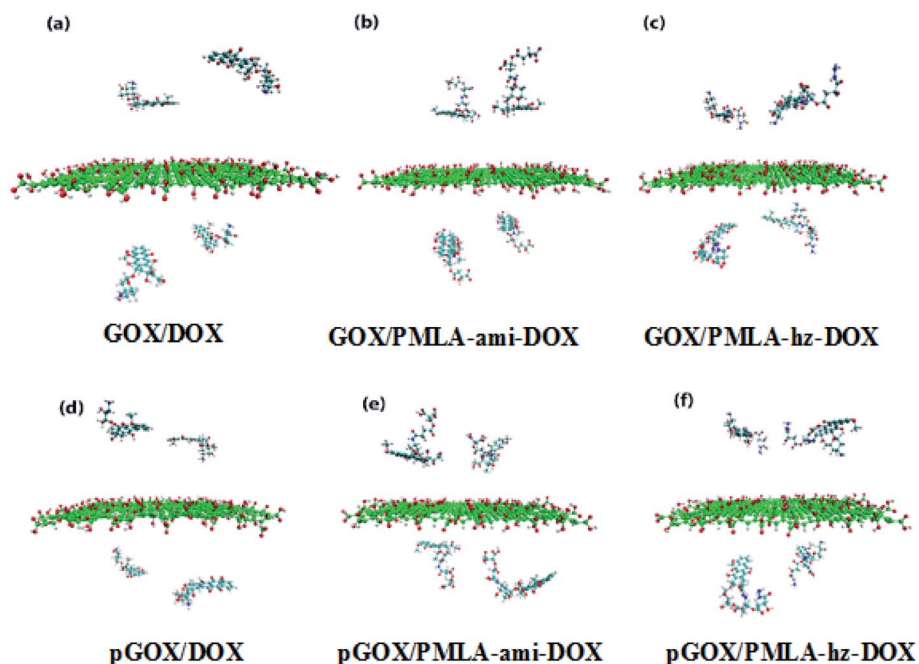 (a)
(b)
(c)
GOX/DOX
GOX/PMLA-ami-DOX
GOX/PMLA-hz-DOX
(d)
(e)
(f)
pGOX/DOX
pGOX/PMLA-ami-DOX
pGOX/PMLA-hz-DOX